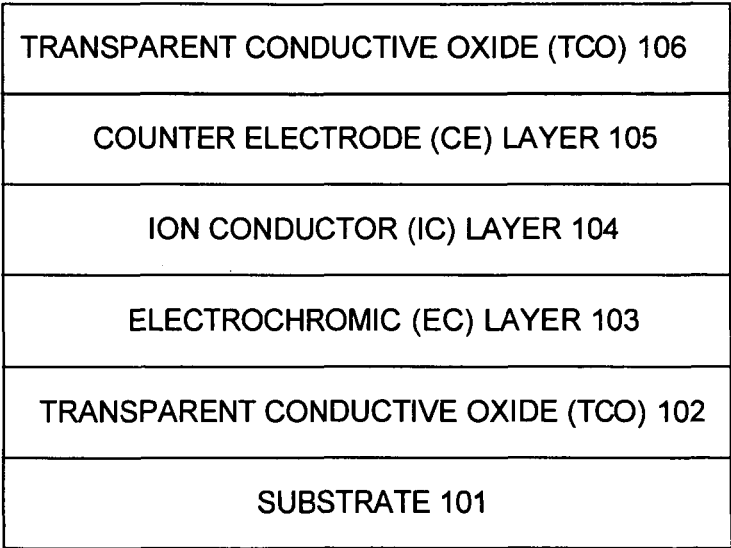 TRANSPARENT CONDUCTIVE OXIDE (TCO) 106
COUNTER ELECTRODE (CE) LAYER 105
ION CONDUCTOR (IC) LAYER 104
ELECTROCHROMIC (EC) LAYER 103
TRANSPARENT CONDUCTIVE OXIDE (TCO) 102
SUBSTRATE 101